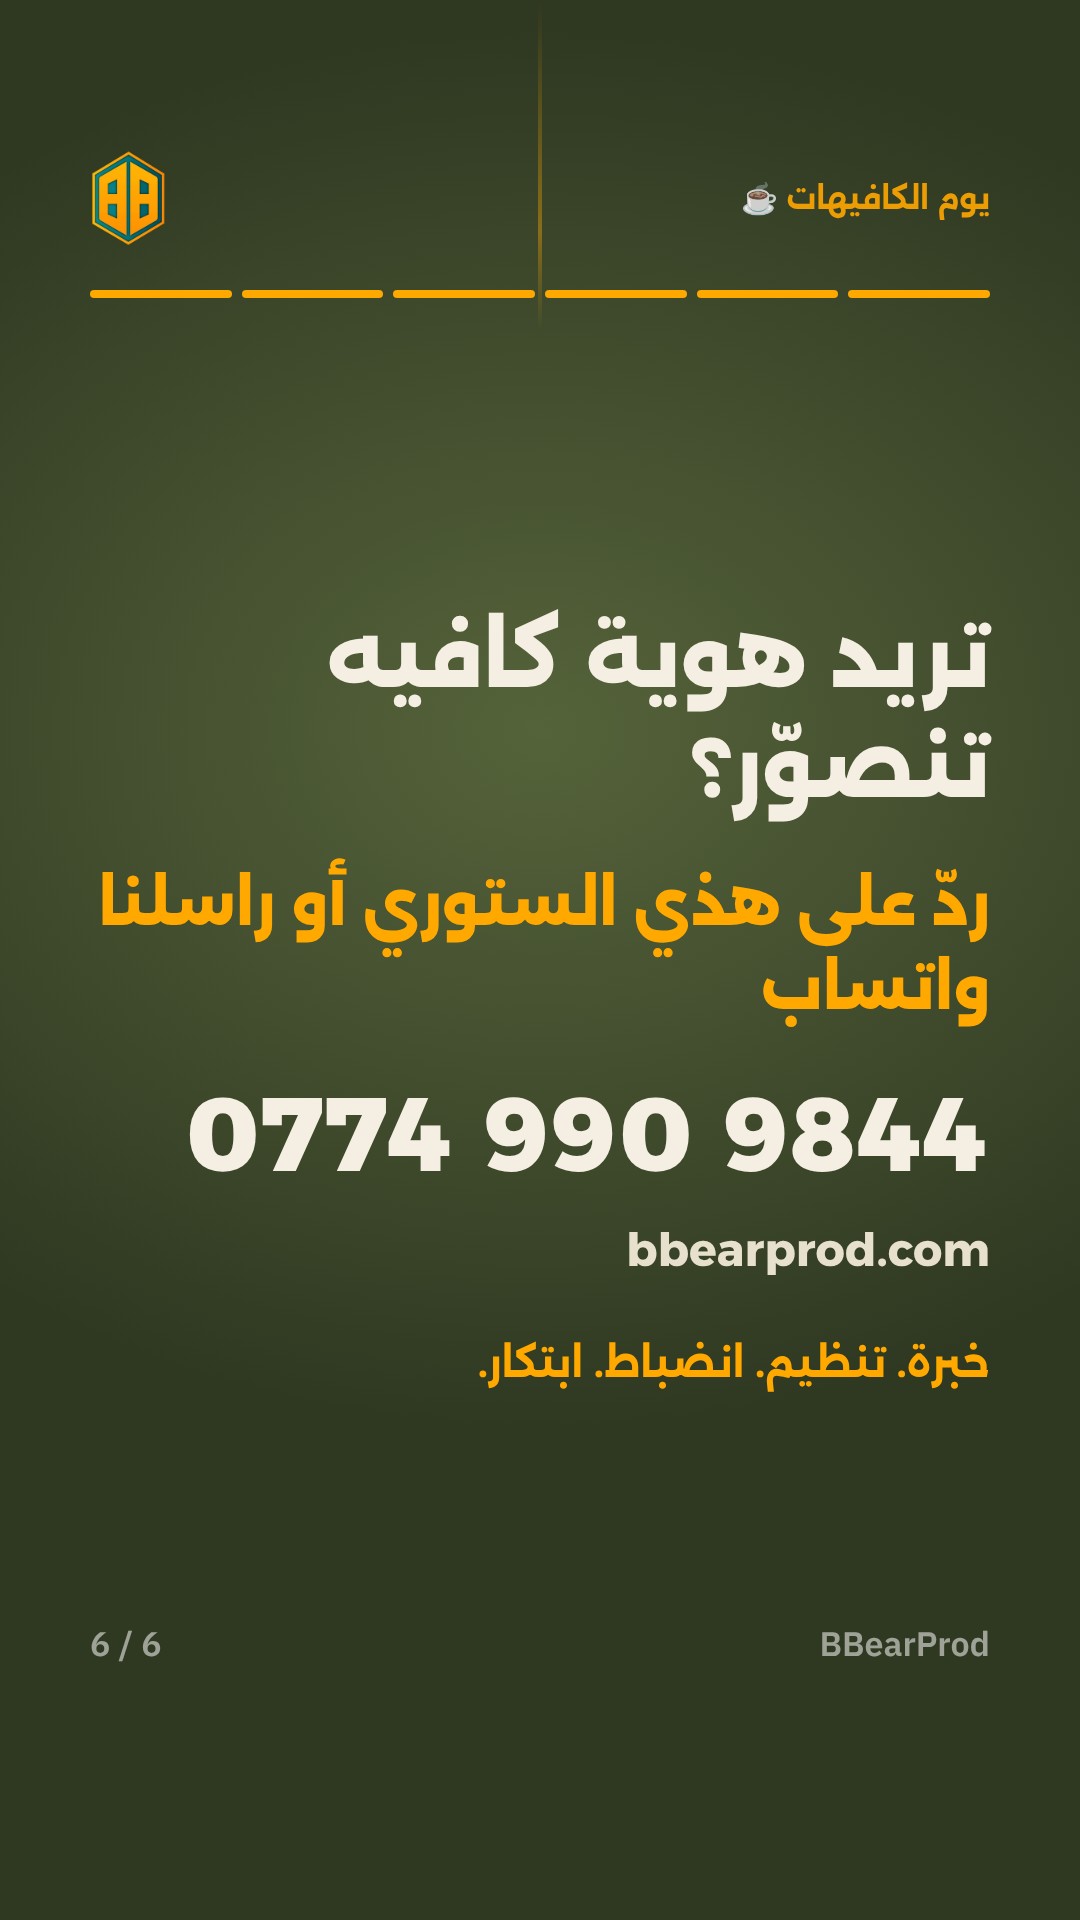 يوم الكافيهات ☕
تريد هوية كافيه
تنصوّر؟
ردّ على هذي الستوري أو راسلنا
واتساب
0774 990 9844
bbearprod.com
خبرة. تنظيم. انضباط. ابتكار.
BBearProd
6 / 6